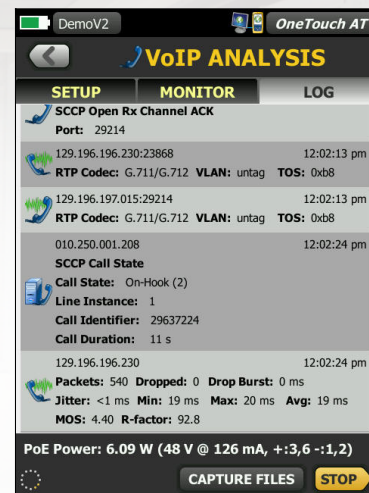 DemoV2
OneTouch AT
VoIP ANALYSIS
SETUP MONITOR LOG
SCCP Open Rx Channel ACK
Port: 29214
129.196.196.230:23868 12:02:13 pm
RTP Codec: G.711/G.712 VLAN: untag TOS: 0xb8
129.196.197.015:29214 12:02:13 pm
RTP Codec: G.711/G.712 VLAN: untag TOS: 0xb8
010.250.001.208 12:02:24 pm
SCCP Call State
Call State: On-Hook (2)
Line Instance: 1
Call Identifier: 29637224
Call Duration: 11 s
129.196.196.230 12:02:24 pm
Packets: 540 Dropped: 0 Drop Burst: 0 ms
Jitter: <1 ms Min: 19 ms Max: 20 ms Avg: 19 ms
MOS: 4.40 R-factor: 92.8
PoE Power: 6.09 W (48 V @ 126 mA, +:3,6 -:1,2)
CAPTURE FILES STOP